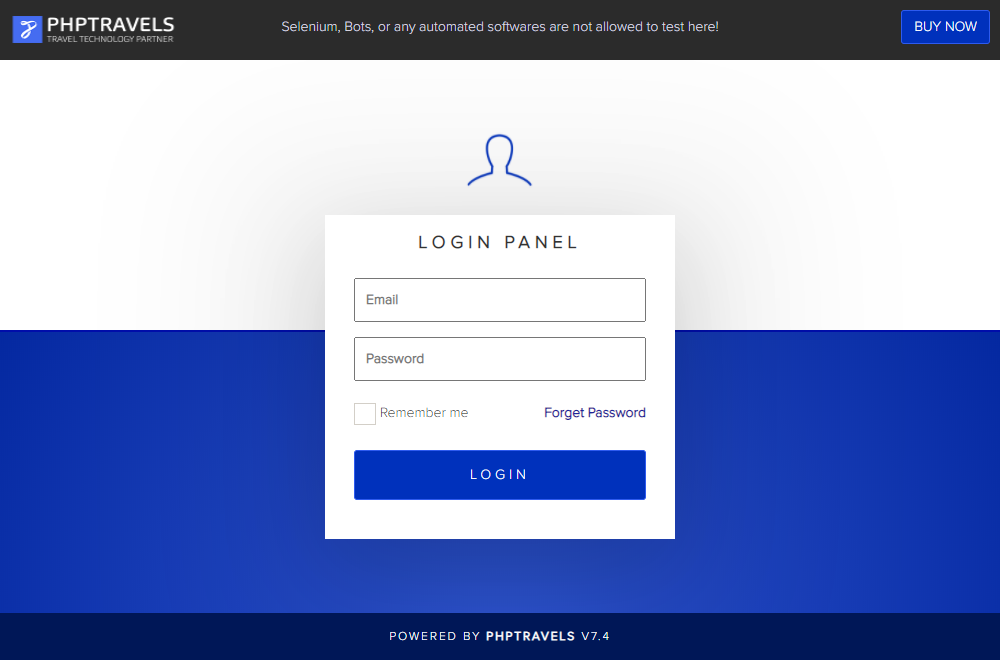 PHPTRAVELS
TRAVEL TECHNOLOGY PARTNER
Selenium, Bots, or any automated softwares are not allowed to test here!
BUY NOW
LOGIN PANEL
Email
Password
Remember me
Forget Password
LOGIN
POWERED BY PHPTRAVELS V7.4